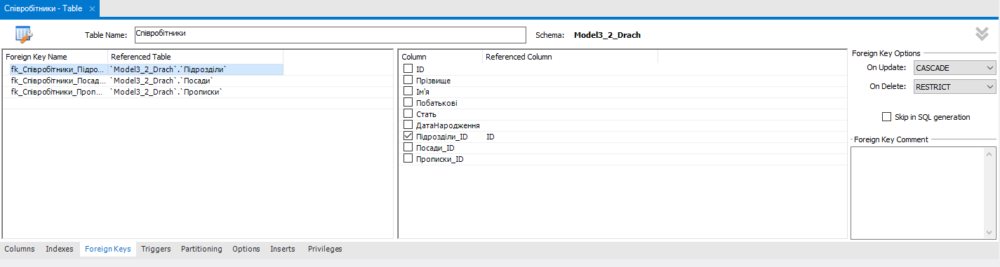 Співробітники - Table ×
Table Name: Співробітники Schema: Model3_2_Drach
Foreign Key Name Referenced Table
fk_Співробітники_Підро... `Model3_2_Drach`.`Підрозділи`
fk_Співробітники_Посад... `Model3_2_Drach`.`Посади`
fk_Співробітники_Проп... `Model3_2_Drach`.`Прописки`
Column Referenced Column
ID
Прізвище
Ім'я
Побатькові
Стать
ДатаНародження
Підрозділи_ID ID
Посади_ID
Прописки_ID
Foreign Key Options
On Update: CASCADE
On Delete: RESTRICT
Skip in SQL generation
Foreign Key Comment
Columns Indexes Foreign Keys Triggers Partitioning Options Inserts Privileges